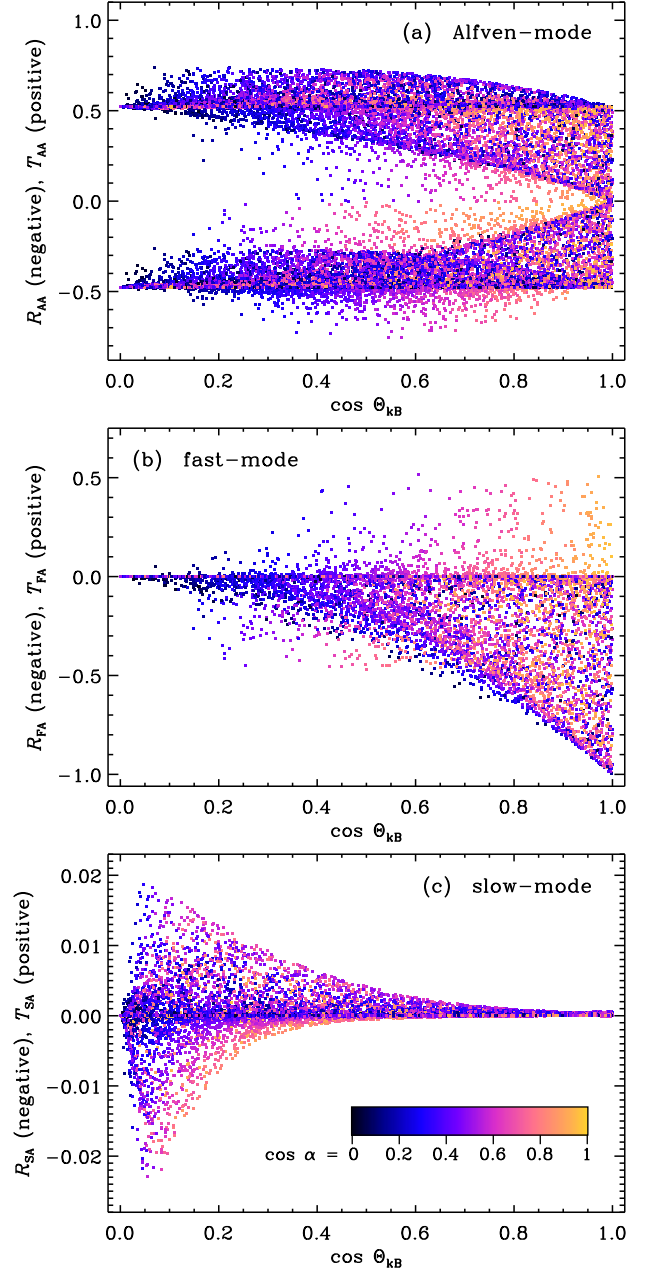 (a) Alfven−mode
1.0
0.5
0.0
−0.5
R_AA (negative), T_AA (positive)
0.0 0.2 0.4 0.6 0.8 1.0
cos Θ_kB
(b) fast−mode
0.5
0.0
−0.5
−1.0
R_FA (negative), T_FA (positive)
0.0 0.2 0.4 0.6 0.8 1.0
cos Θ_kB
(c) slow−mode
0.02
0.01
0.00
−0.01
−0.02
R_SA (negative), T_SA (positive)
cos α = 0 0.2 0.4 0.6 0.8 1
0.0 0.2 0.4 0.6 0.8 1.0
cos Θ_kB